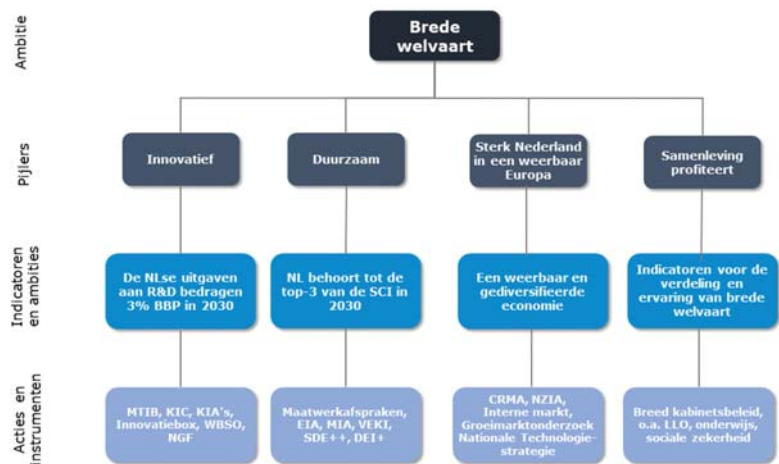 Ambitie
Brede
welvaart
Pijlers
Innovatief
Duurzaam
Sterk Nederland
in een weerbaar
Europa
Samenleving
profiteert
Indicatoren
en ambities
De NLse uitgaven
aan R&D bedragen
3% BBP in 2030
NL behoort tot de
top-3 van de SCI in
2030
Een weerbaar en
gediversifieerde
economie
Indicatoren voor de
verdeling en
ervaring van brede
welvaart
Acties en
instrumenten
MTIB, KIC, KIA's,
Innovatiebox, WBSO,
NGF
Maatwerkafspraken,
EIA, MIA, VEKI,
SDE++, DEI+
CRMA, NZIA,
Interne markt,
Groeimarktonderzoek
Nationale Technologie-
strategie
Breed kabinetsbeleid,
o.a. LLO, onderwijs,
sociale zekerheid